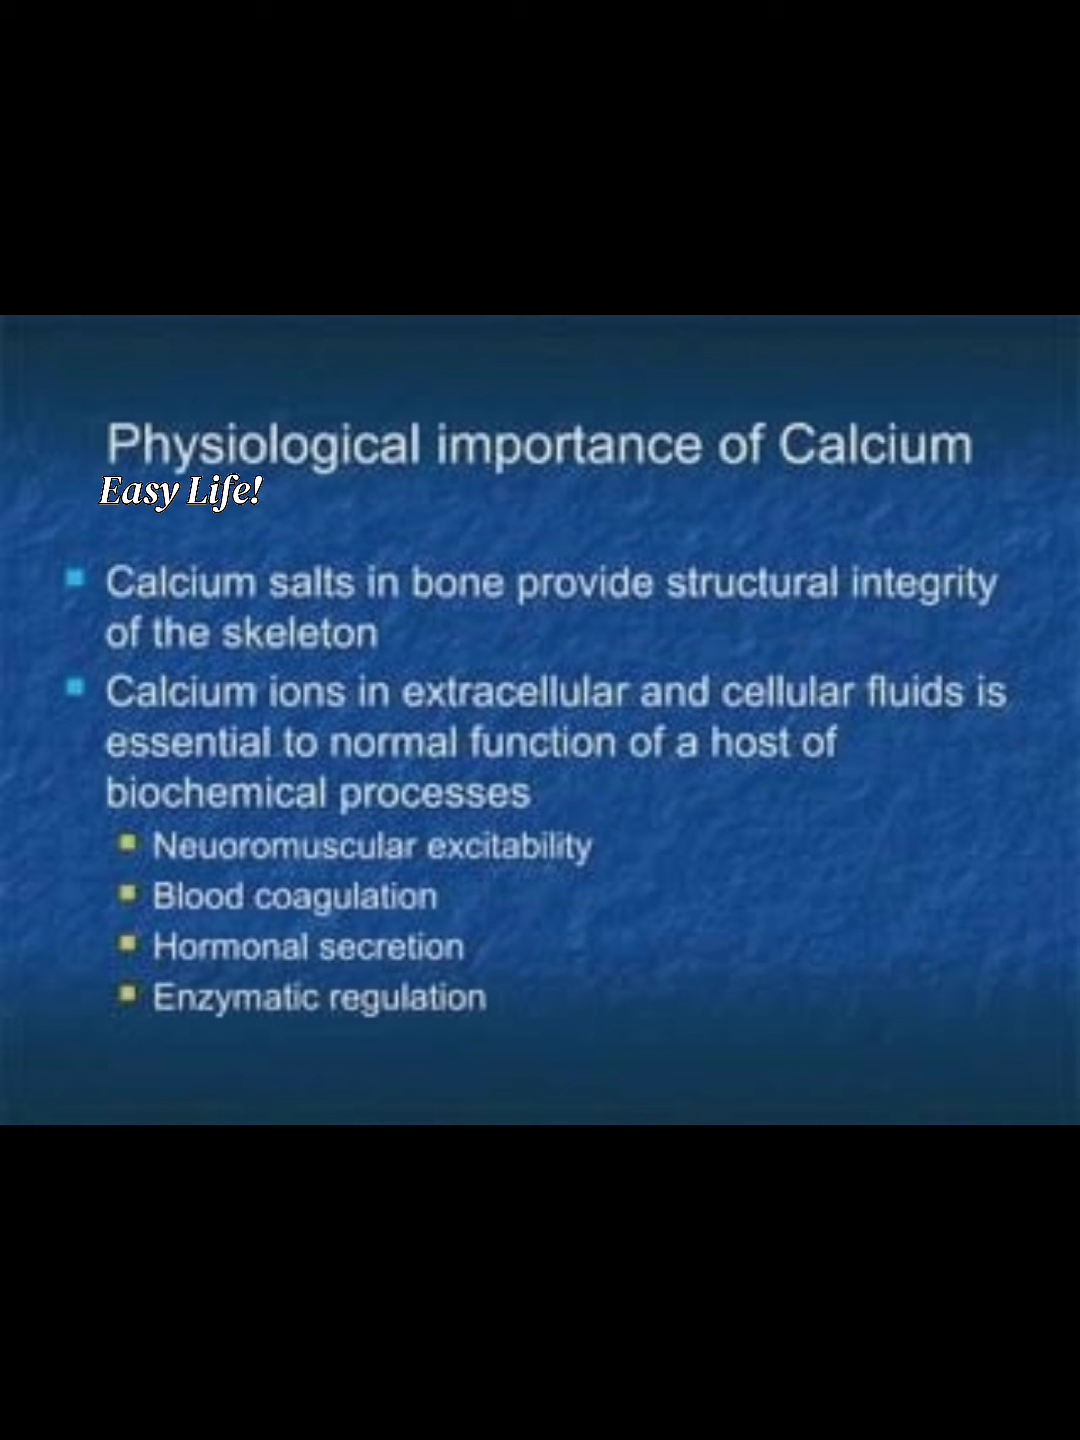 Physiological importance of Calcium
Easy Life!
Calcium salts in bone provide structural integrity
of the skeleton
Calcium ions in extracellular and cellular fluids is
essential to normal function of a host of
biochemical processes
Neuoromuscular excitability
Blood coagulation
Hormonal secretion
Enzymatic regulation